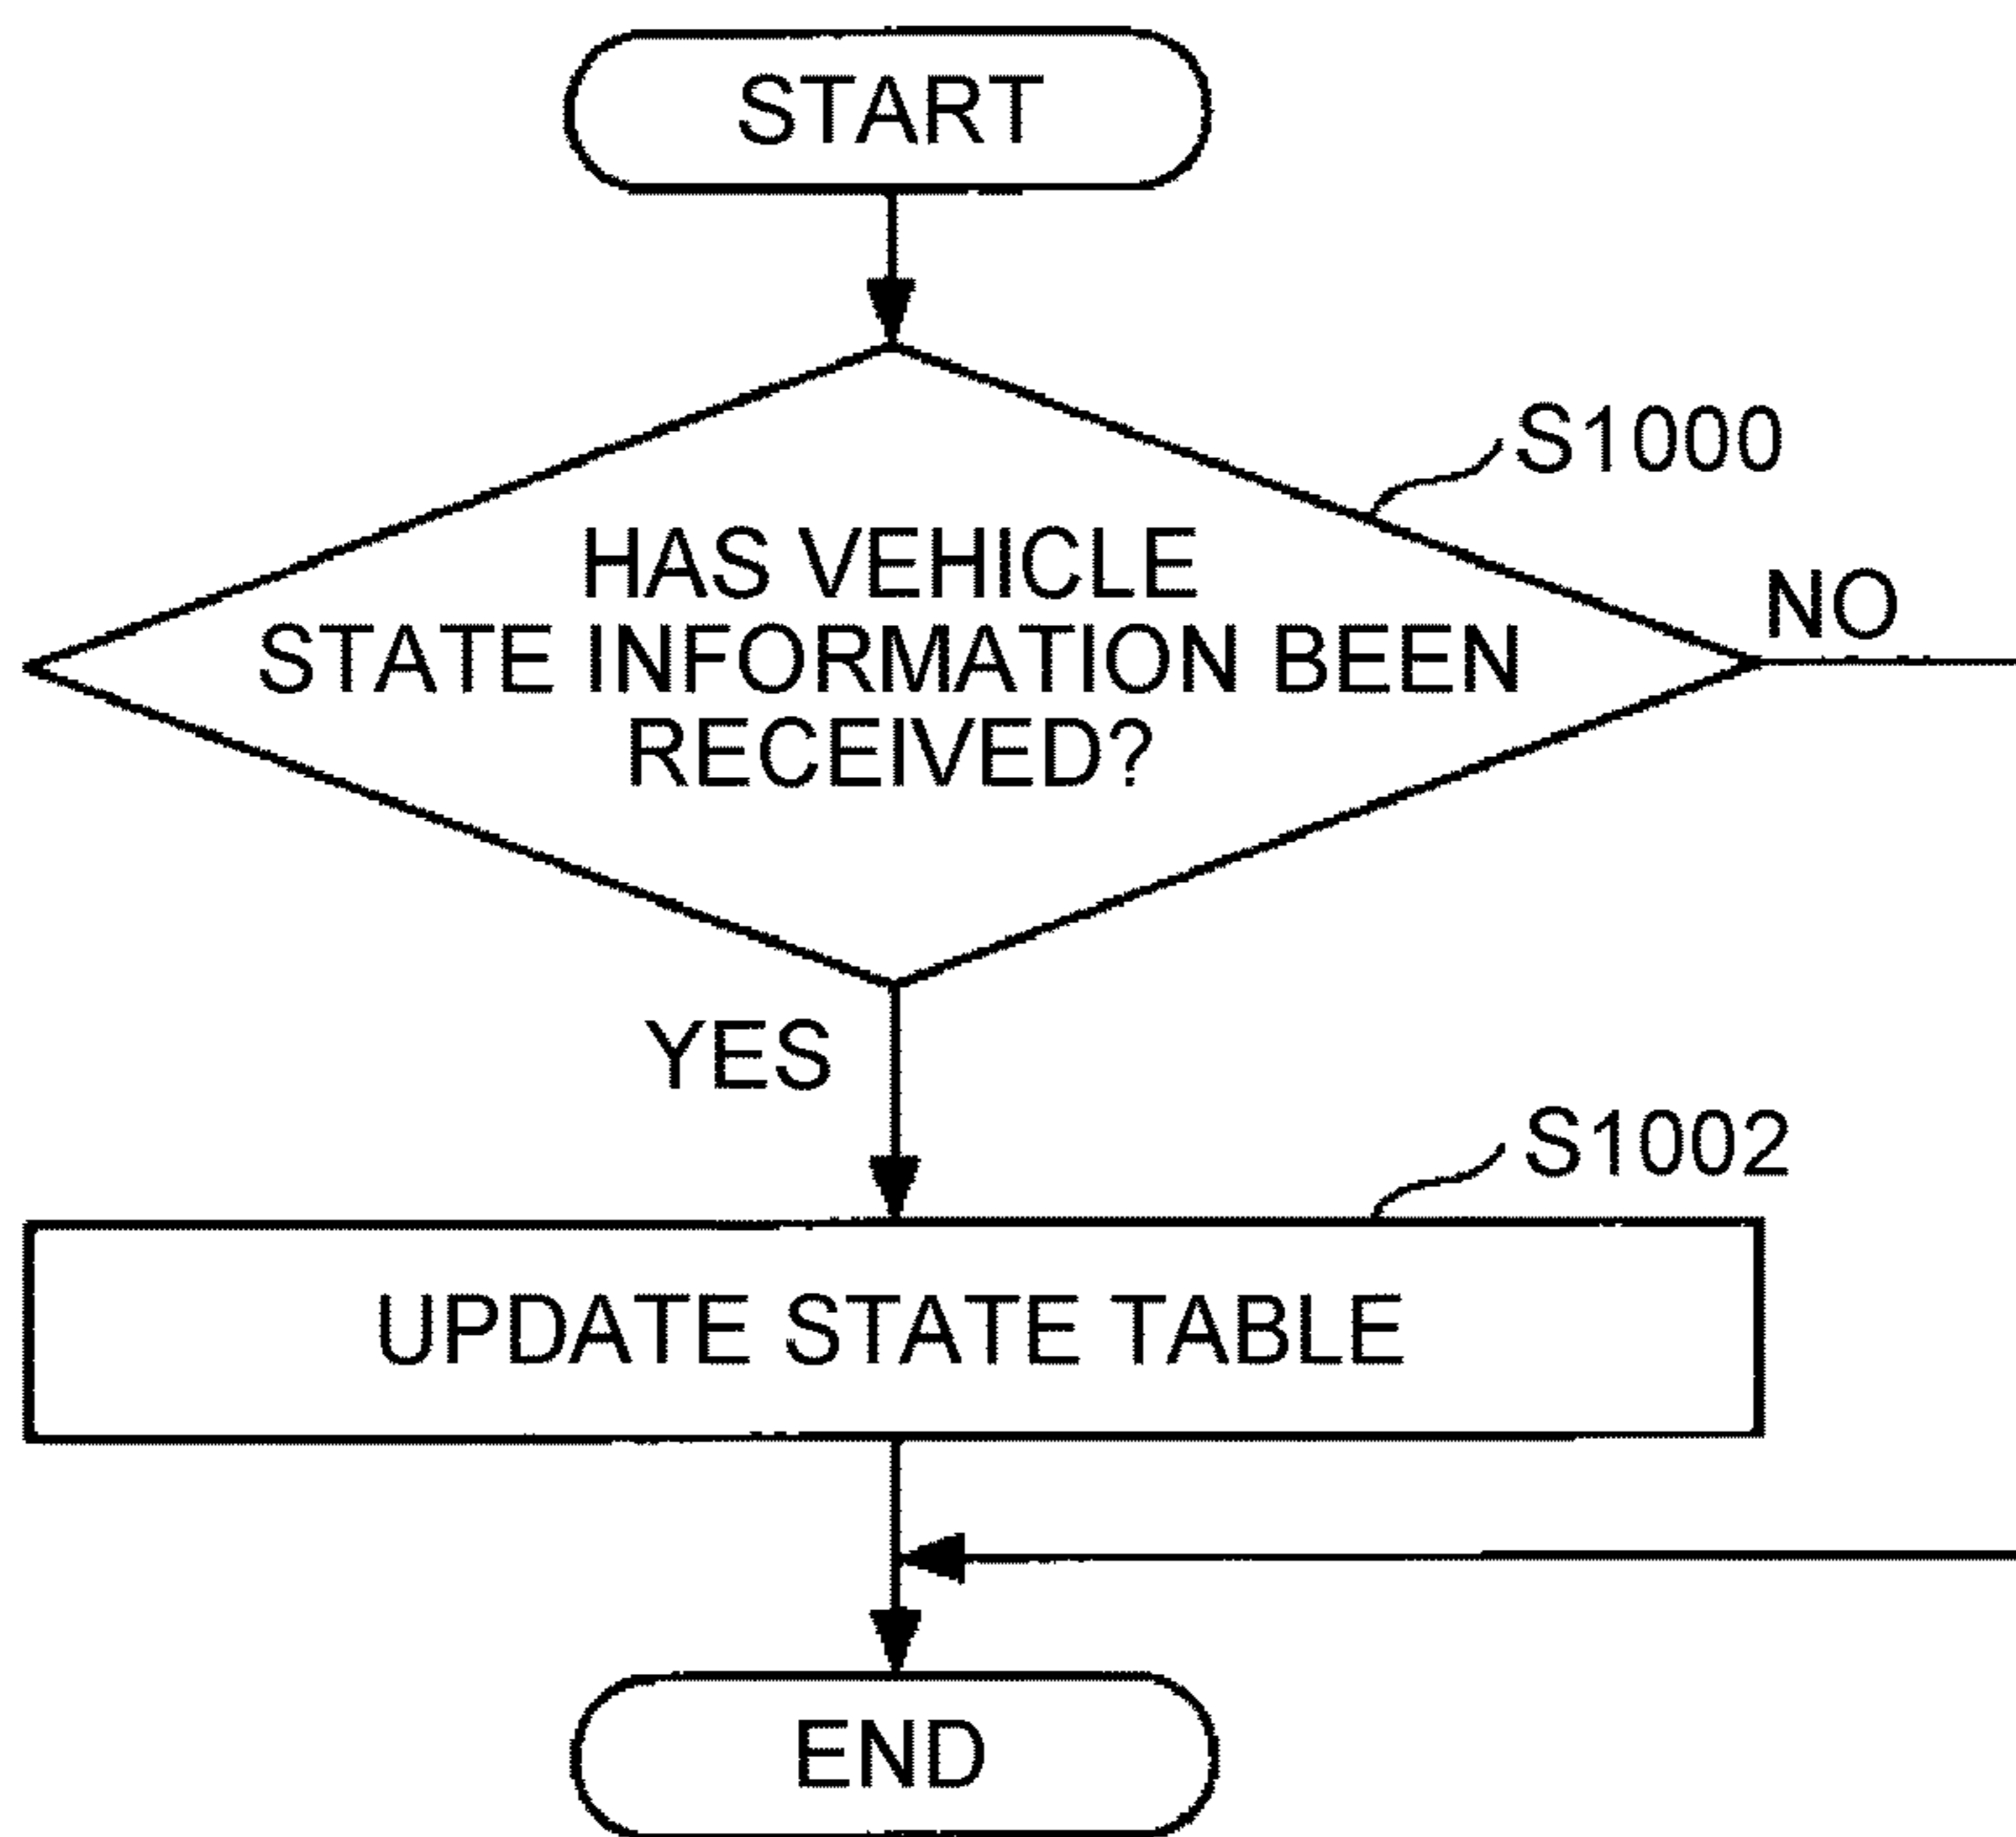 START
S1000
HAS VEHICLE
STATE INFORMATION BEEN
RECEIVED?
NO
YES
S1002
UPDATE STATE TABLE
END